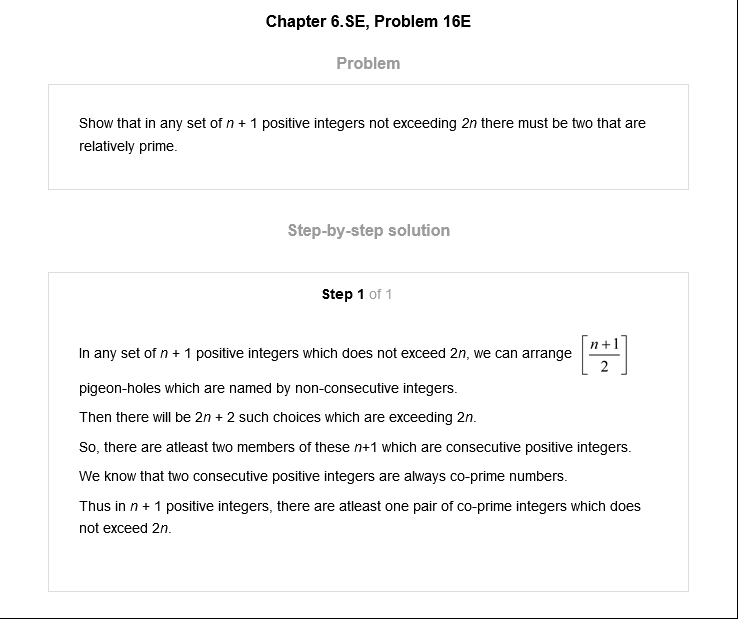 Chapter 6.SE, Problem 16E
Problem
Show that in any set of n + 1 positive integers not exceeding 2n there must be two that are
relatively prime.
Step-by-step solution
Step 1 of 1
In any set of n + 1 positive integers which does not exceed 2n, we can arrange [n+1/2]
pigeon-holes which are named by non-consecutive integers.
Then there will be 2n + 2 such choices which are exceeding 2n.
So, there are atleast two members of these n+1 which are consecutive positive integers.
We know that two consecutive positive integers are always co-prime numbers.
Thus in n + 1 positive integers, there are atleast one pair of co-prime integers which does
not exceed 2n.